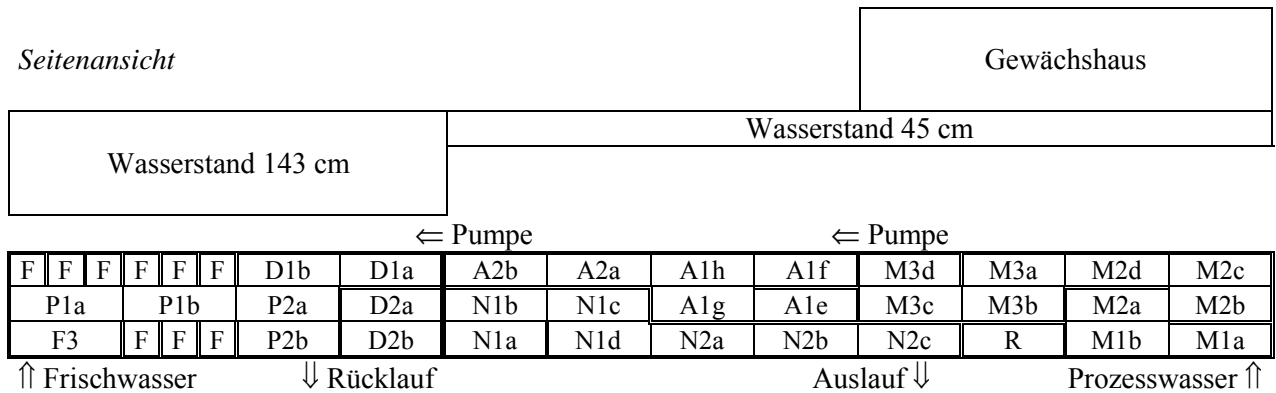 Seitenansicht
Gewächshaus
Wasserstand 143 cm
Wasserstand 45 cm
⇐ Pumpe ⇐ Pumpe
F F F F F F D1b D1a A2b A2a A1h A1f M3d M3a M2d M2c
P1a P1b P2a D2a N1b N1c A1g A1e M3c M3b M2a M2b
F3 F F F P2b D2b N1a N1d N2a N2b N2c R M1b M1a
⇑ Frischwasser ⇓ Rücklauf Auslauf ⇓ Prozesswasser ⇑